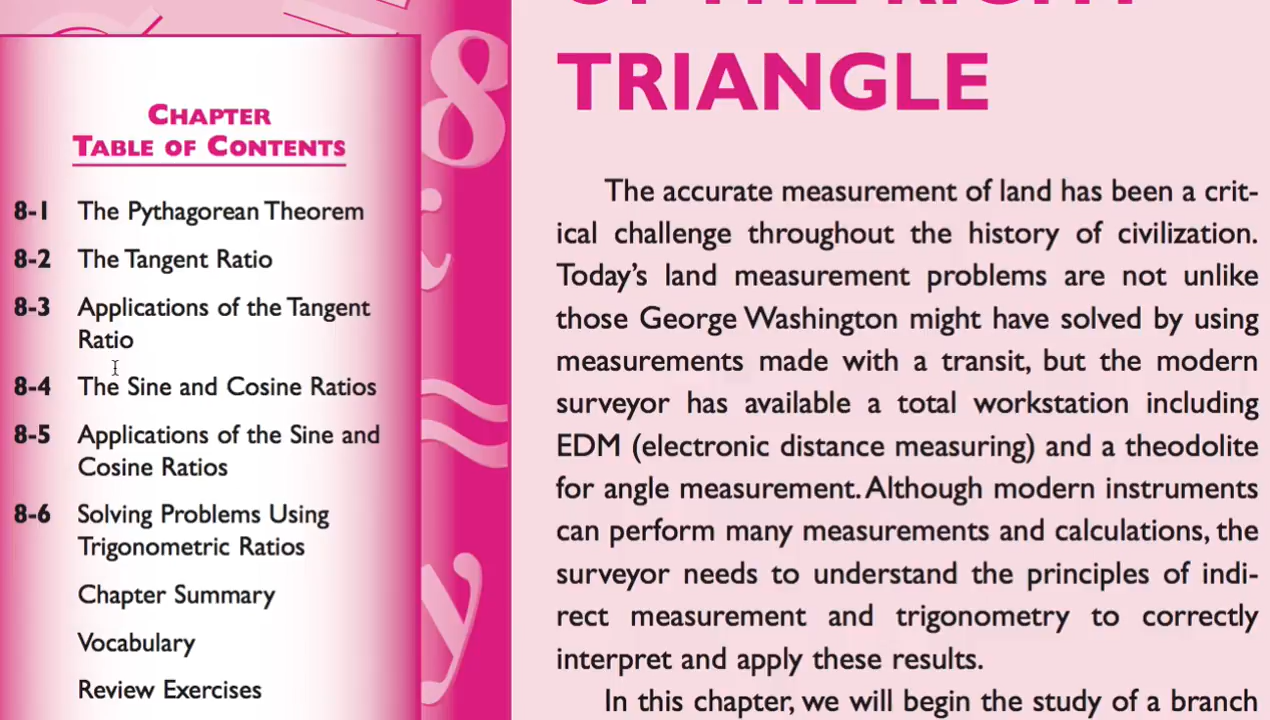 OF THE RIGHT
TRIANGLE
CHAPTER
TABLE OF CONTENTS
8-1 The Pythagorean Theorem
8-2 The Tangent Ratio
8-3 Applications of the Tangent
Ratio
8-4 The Sine and Cosine Ratios
8-5 Applications of the Sine and
Cosine Ratios
8-6 Solving Problems Using
Trigonometric Ratios
Chapter Summary
Vocabulary
Review Exercises
8
i
≈
y
The accurate measurement of land has been a crit-
ical challenge throughout the history of civilization.
Today’s land measurement problems are not unlike
those George Washington might have solved by using
measurements made with a transit, but the modern
surveyor has available a total workstation including
EDM (electronic distance measuring) and a theodolite
for angle measurement. Although modern instruments
can perform many measurements and calculations, the
surveyor needs to understand the principles of indi-
rect measurement and trigonometry to correctly
interpret and apply these results.
In this chapter, we will begin the study of a branch